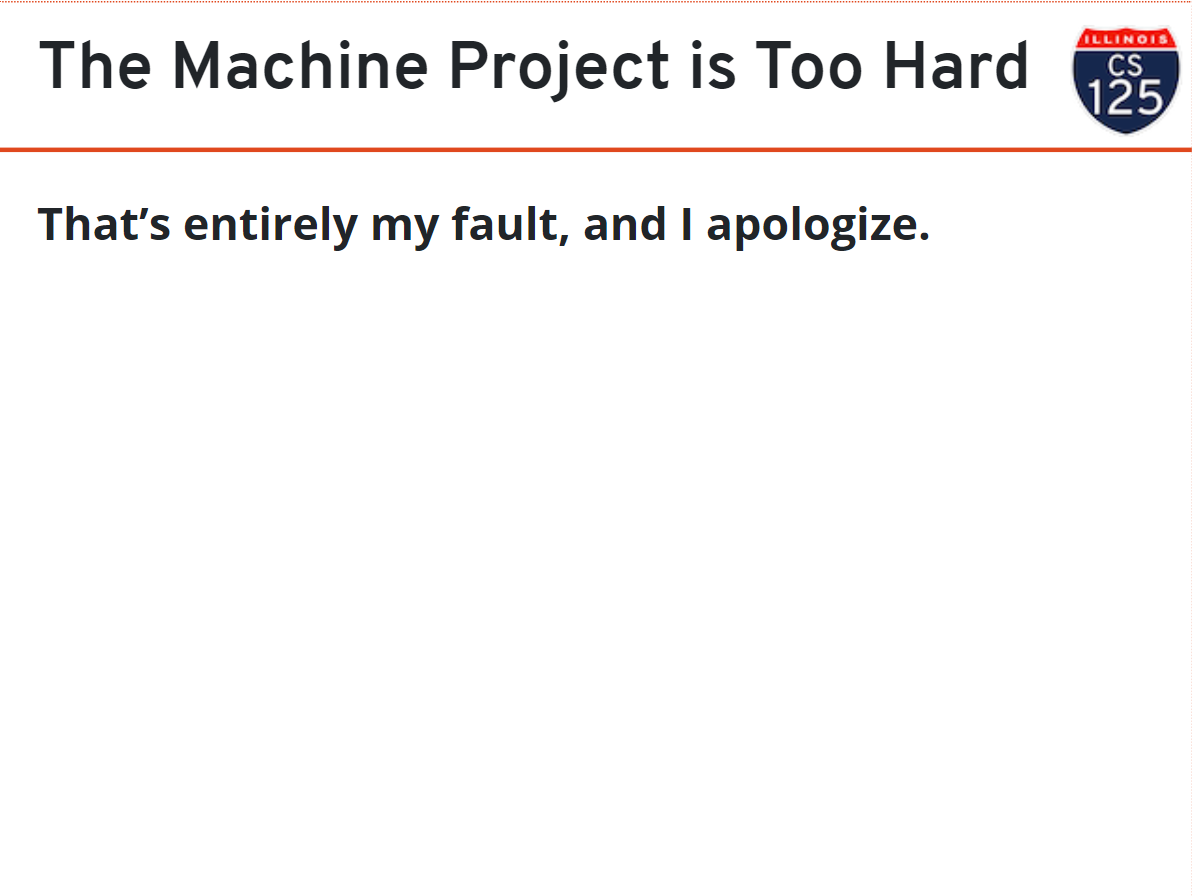 The Machine Project is Too Hard
ILLINOIS
CS
125
That’s entirely my fault, and I apologize.